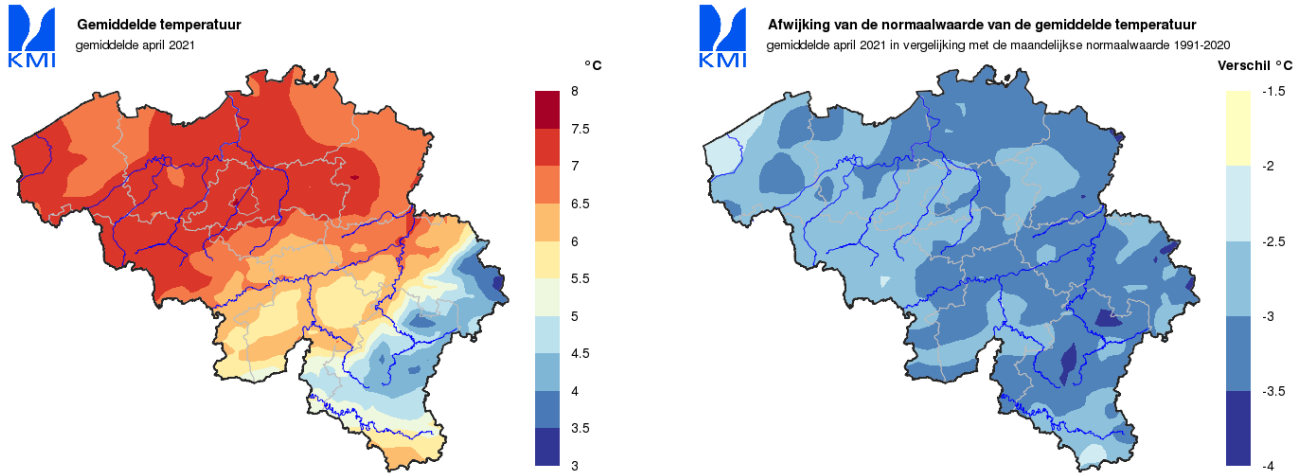 KMI
Gemiddelde temperatuur
gemiddelde april 2021
°C
8
7.5
7
6.5
6
5.5
5
4.5
4
3.5
3
KMI
Afwijking van de normaalwaarde van de gemiddelde temperatuur
gemiddelde april 2021 in vergelijking met de maandelijkse normaalwaarde 1991-2020
Verschil °C
-1.5
-2
-2.5
-3
-3.5
-4